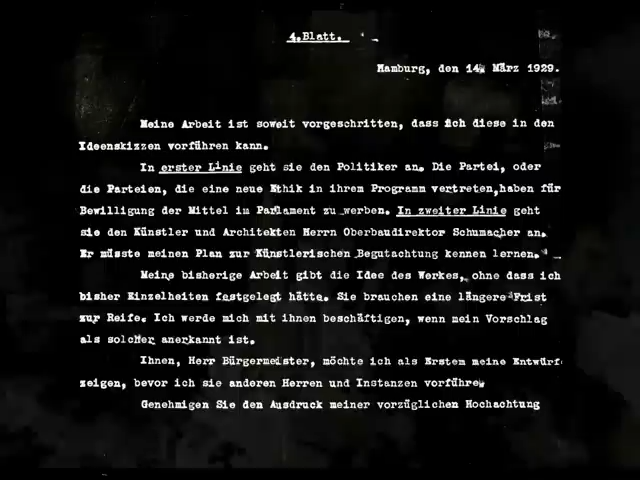 4.Blatt.
Hamburg, den 14. März 1929.
Meine Arbeit ist soweit vorgeschritten, dass ich diese in den
Ideenskizzen vorführen kann.
In erster Linie geht sie den Politiker an. Die Partei, oder
die Parteien, die eine neue Ethik in ihrem Programm vertreten,haben für
Bewilligung der Mittel im Parlament zu werben. In zweiter Linie geht
sie den Künstler und Architekten Herrn Oberbaudirektor Schumacher an.
Er müsste meinen Plan zur Künstlerischen Begutachtung kennen lernen.
Meine bisherige Arbeit gibt die Idee des Werkes, ohne dass ich
bisher Einzelheiten festgelegt hätte. Sie brauchen eine längere Frist
zur Reife. Ich werde mich mit ihnen beschäftigen, wenn mein Vorschlag
als solcher anerkannt ist.
Ihnen, Herr Bürgermeister, möchte ich als Erstem meine Entwürf
zeigen, bevor ich sie anderen Herren und Instanzen vorführe.
Genehmigen Sie den Ausdruck meiner vorzüglichen Hochachtung